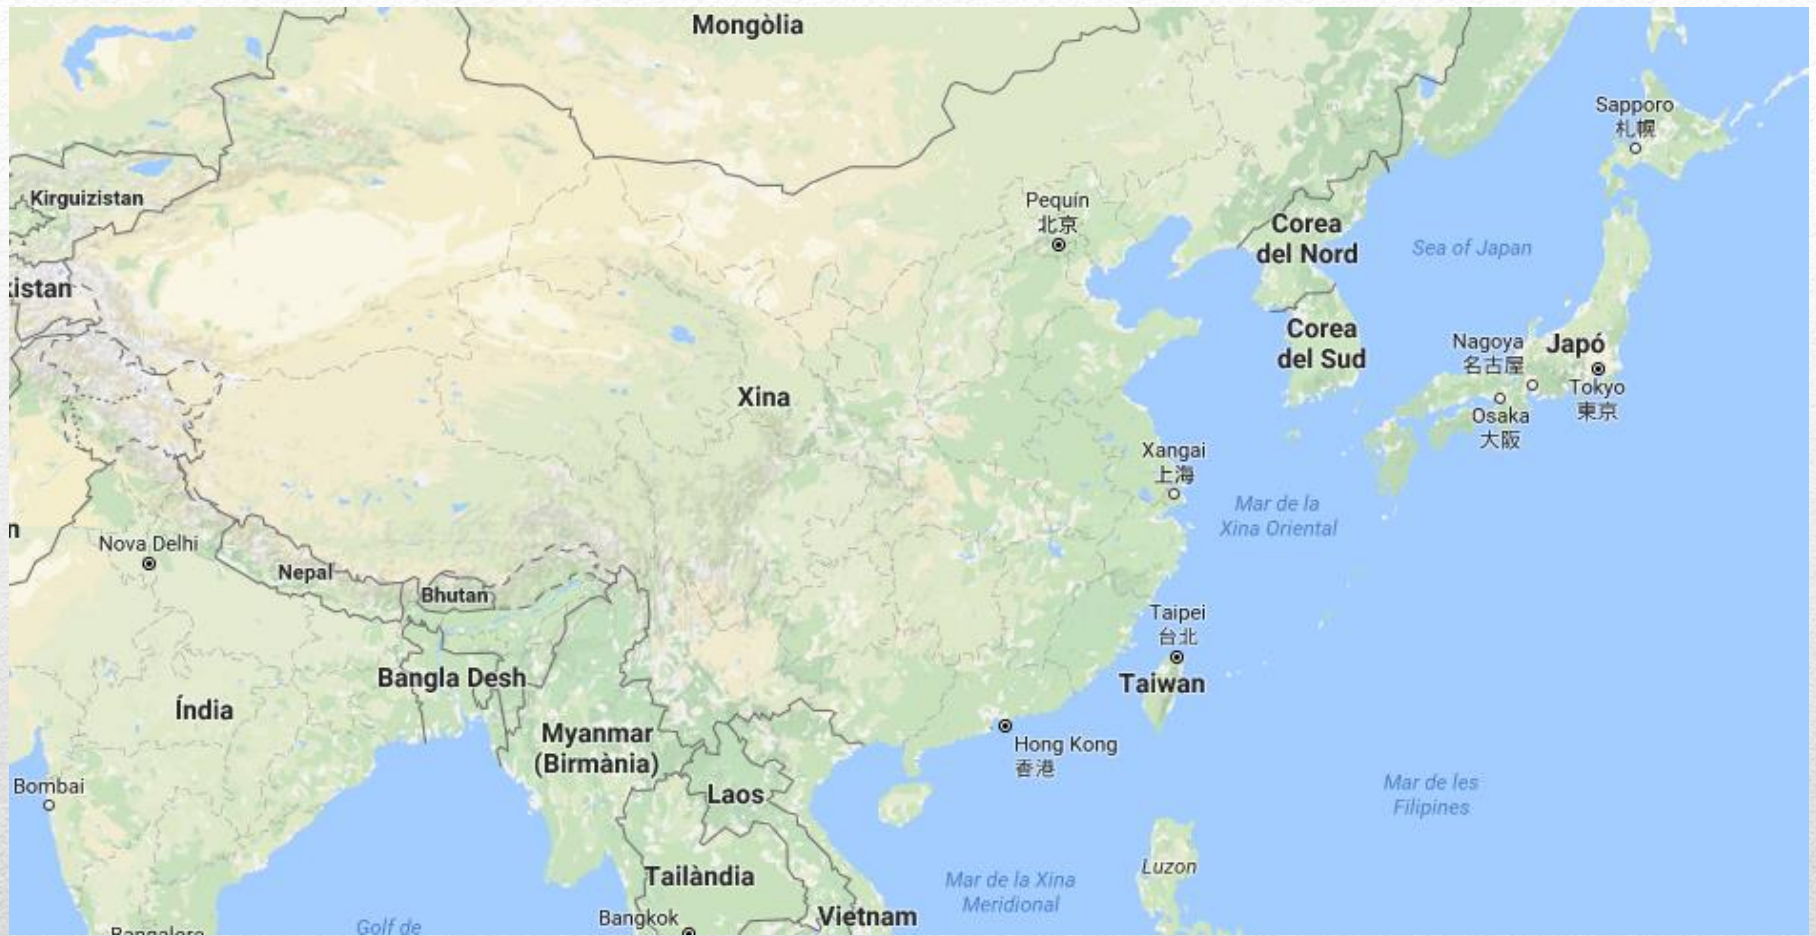 Mongòlia
Sapporo
札幌
Kirguizistan
Pequín
北京
Corea
del Nord
Sea of Japan
kistan
Corea
del Sud
Nagoya
名古屋
Japó
Tokyo
東京
Osaka
大阪
Xina
Xangai
上海
Mar de la
Xina Oriental
n
Nova Delhi
Nepal
Bhutan
Taipei
台北
Taiwan
Bangla Desh
Índia
Myanmar
(Birmània)
Hong Kong
香港
Bombai
Laos
Mar de les
Filipines
Luzon
Tailàndia
Mar de la Xina
Meridional
Bangkok
Vietnam
Golf de
Bangalore